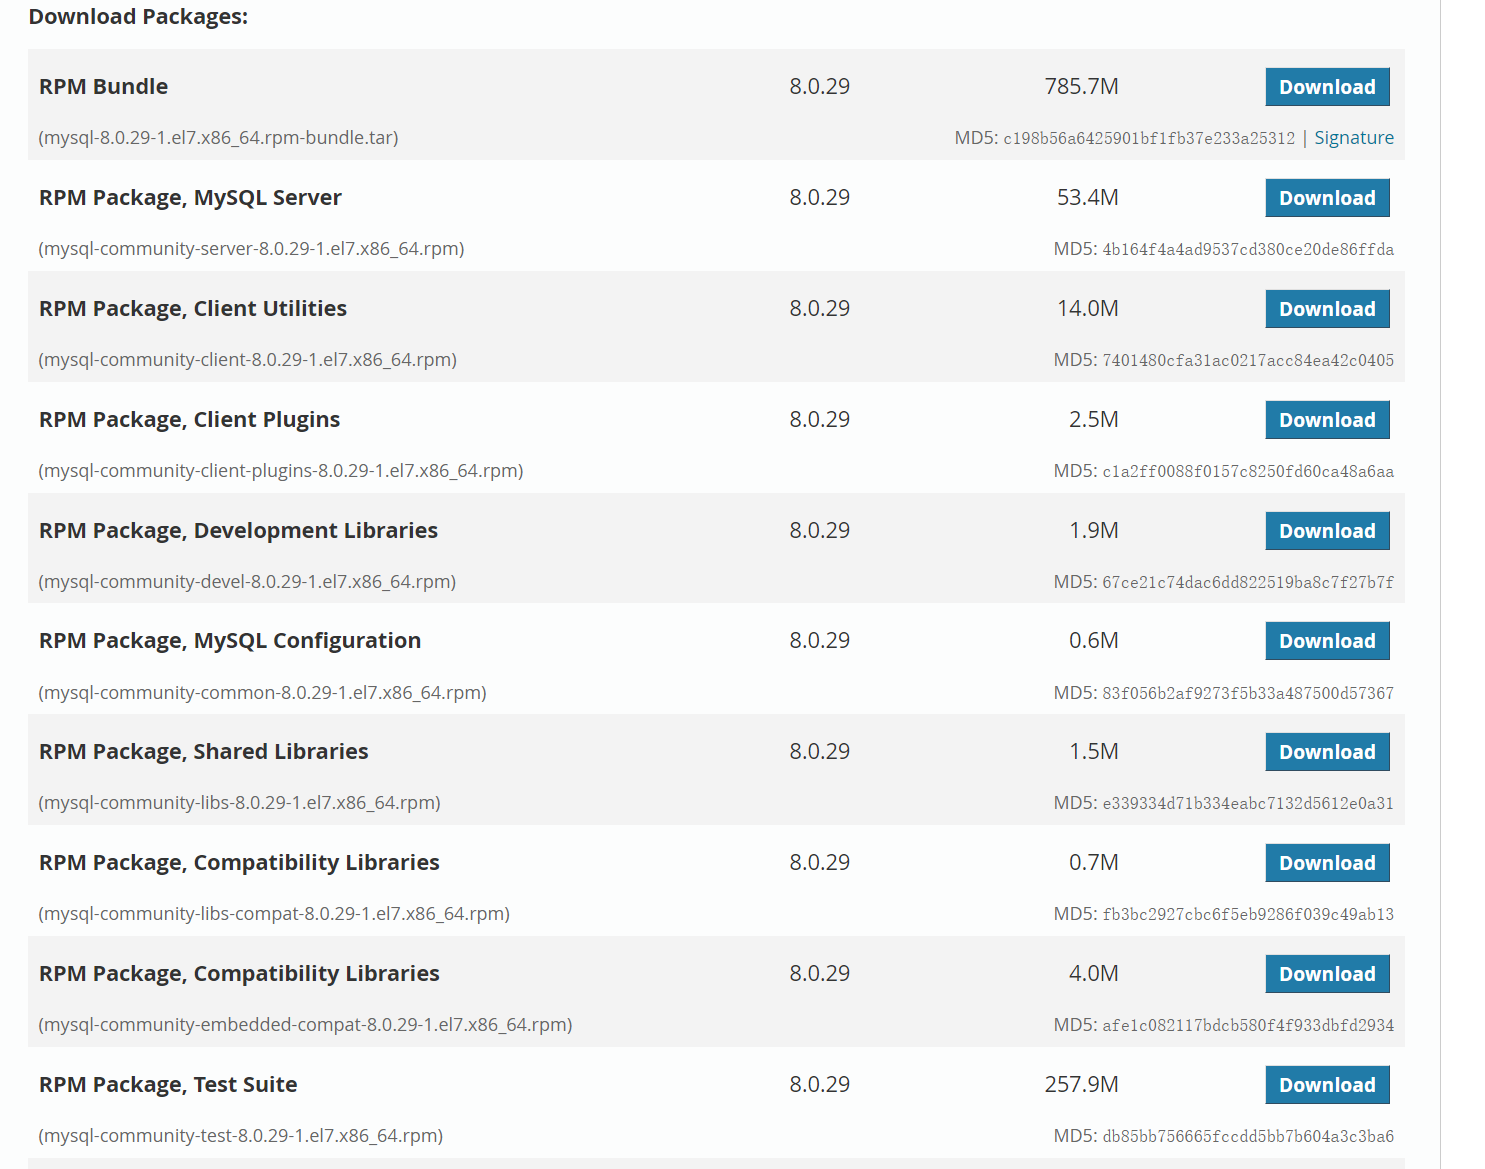 Download Packages:
RPM Bundle 8.0.29 785.7M Download
(mysql-8.0.29-1.el7.x86_64.rpm-bundle.tar) MD5: c198b56a6425901bf1fb37e233a25312 | Signature
RPM Package, MySQL Server 8.0.29 53.4M Download
(mysql-community-server-8.0.29-1.el7.x86_64.rpm) MD5: 4b164f4a4ad9537cd380ce20de86ffda
RPM Package, Client Utilities 8.0.29 14.0M Download
(mysql-community-client-8.0.29-1.el7.x86_64.rpm) MD5: 7401480cfa31ac0217acc84ea42c0405
RPM Package, Client Plugins 8.0.29 2.5M Download
(mysql-community-client-plugins-8.0.29-1.el7.x86_64.rpm) MD5: c1a2ff0088f0157c8250fd60ca48a6aa
RPM Package, Development Libraries 8.0.29 1.9M Download
(mysql-community-devel-8.0.29-1.el7.x86_64.rpm) MD5: 67ce21c74dac6dd822519ba8c7f27b7f
RPM Package, MySQL Configuration 8.0.29 0.6M Download
(mysql-community-common-8.0.29-1.el7.x86_64.rpm) MD5: 83f056b2af9273f5b33a487500d57367
RPM Package, Shared Libraries 8.0.29 1.5M Download
(mysql-community-libs-8.0.29-1.el7.x86_64.rpm) MD5: e339334d71b334eabc7132d5612e0a31
RPM Package, Compatibility Libraries 8.0.29 0.7M Download
(mysql-community-libs-compat-8.0.29-1.el7.x86_64.rpm) MD5: fb3bc2927cbc6f5eb9286f039c49ab13
RPM Package, Compatibility Libraries 8.0.29 4.0M Download
(mysql-community-embedded-compat-8.0.29-1.el7.x86_64.rpm) MD5: afe1c082117bdcb580f4f933dbfd2934
RPM Package, Test Suite 8.0.29 257.9M Download
(mysql-community-test-8.0.29-1.el7.x86_64.rpm) MD5: db85bb756665fccdd5bb7b604a3c3ba6